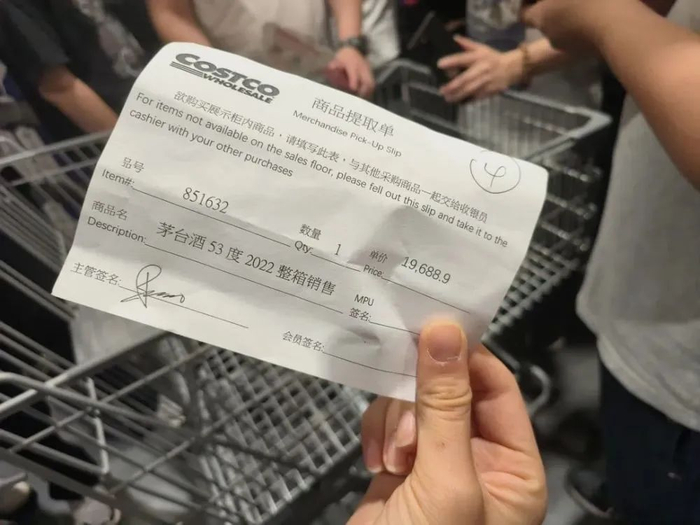 COSTCO
WHOLESALE
商品提取单
Merchandise Pick-Up Slip
4
欲购买展示柜内商品，请填写此表，与其他采购商品一起交给收银员
For items not available on the sales floor, please fell out this slip and take it to the
cashier with your other purchases
品号
Item#: 851632
数量
Qty: 1
单价
Price: 19,688.9
商品名
Description: 茅台酒 53 度 2022 整箱销售
MPU
签名:
主管签名:
会员签名: